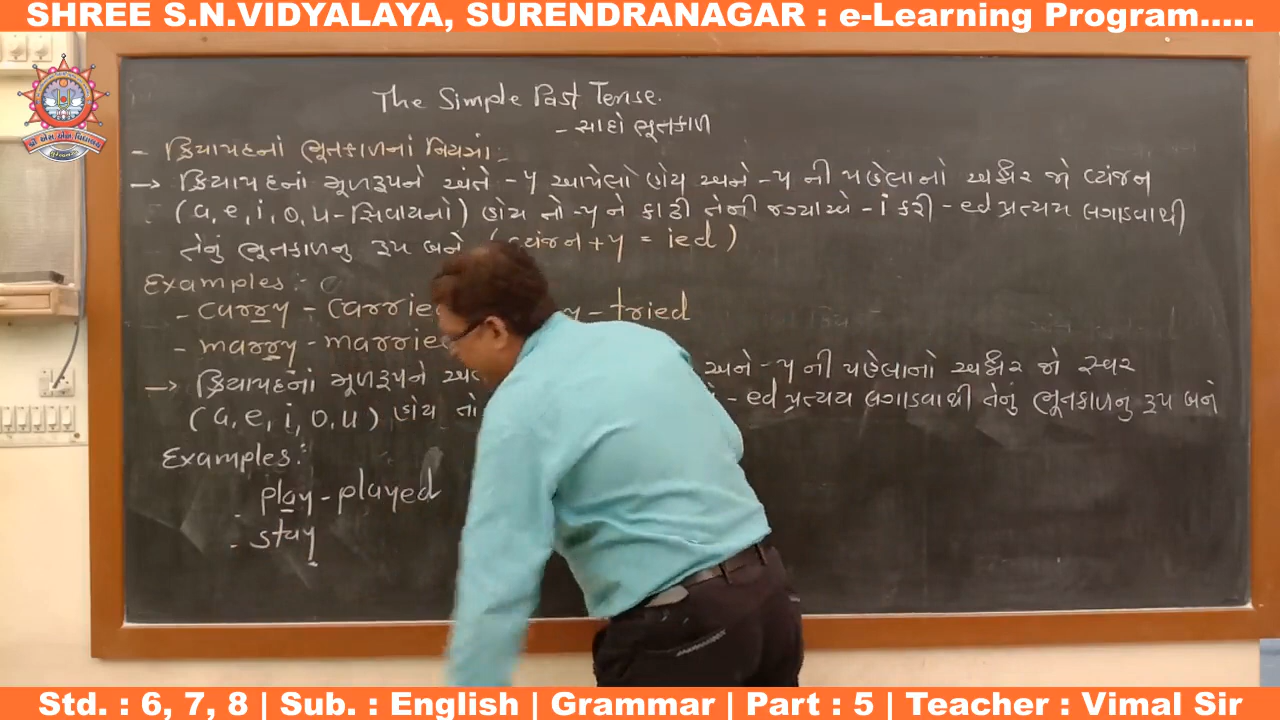 SHREE S.N.VIDYALAYA, SURENDRANAGAR : e-Learning Program.....
The Simple Past Tense.
- સાદો ભૂતકાળ
- ક્રિયાપદનાં ભૂતકાળનાં નિયમો :
→ ક્રિયાપદનાં મૂળરૂપને અંતે -y આવેલો હોય અને -y ની પહેલાનો અક્ષર જો વ્યંજન
(a, e, i, o, u - સિવાયનો) હોય તો -y ને કાઢી તેની જગ્યાએ - i કરી - ed પ્રત્યય લગાડવાથી
તેનું ભૂતકાળનુ રૂપ બને (વ્યંજન + y = ied)
Examples :-
- carry - carried y - tried
- marry - married
→ ક્રિયાપદનાં મૂળરૂપને અને -y ની પહેલાનો અક્ષર જો સ્વર
(a, e, i, o, u) હોય તો - ed પ્રત્યય લગાડવાથી તેનું ભૂતકાળનુ રૂપ બને
Examples :-
- play - played
- stay
Std. : 6, 7, 8 | Sub. : English | Grammar | Part : 5 | Teacher : Vimal Sir